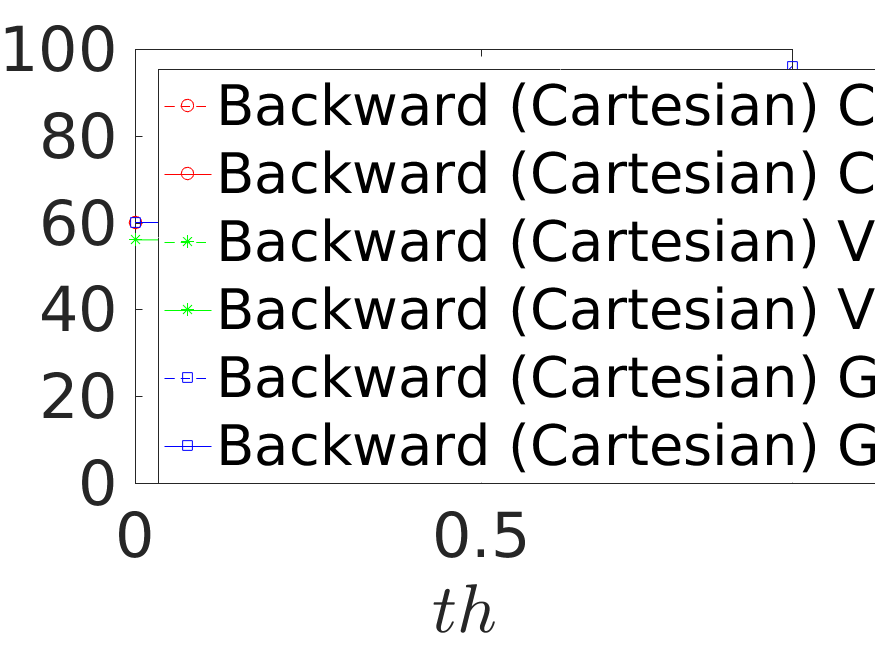 100
80
60
40
20
0
0 0.5
th
Backward (Cartesian) C
Backward (Cartesian) C
Backward (Cartesian) V
Backward (Cartesian) V
Backward (Cartesian) G
Backward (Cartesian) G